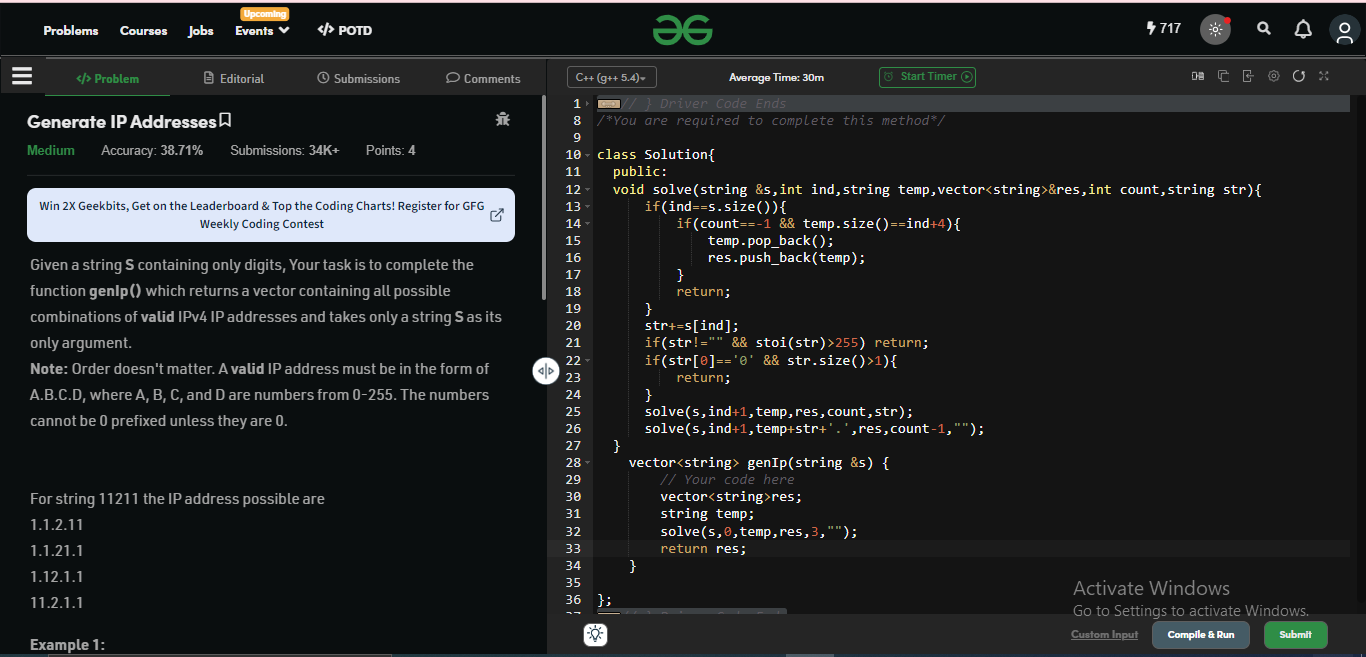 Problems Courses Jobs Upcoming Events </> POTD
717
</> Problem Editorial Submissions Comments
C++ (g++ 5.4) Average Time: 30m Start Timer
Generate IP Addresses
Medium Accuracy: 38.71% Submissions: 34K+ Points: 4
Win 2X Geekbits, Get on the Leaderboard & Top the Coding Charts! Register for GFG
Weekly Coding Contest
Given a string S containing only digits, Your task is to complete the
function genIp() which returns a vector containing all possible
combinations of valid IPv4 IP addresses and takes only a string S as its
only argument.
Note: Order doesn't matter. A valid IP address must be in the form of
A.B.C.D, where A, B, C, and D are numbers from 0-255. The numbers
cannot be 0 prefixed unless they are 0.
For string 11211 the IP address possible are
1.1.2.11
1.1.21.1
1.12.1.1
11.2.1.1
Example 1:
1 // } Driver Code Ends
8 /*You are required to complete this method*/
9
10 class Solution{
11 public:
12 void solve(string &s,int ind,string temp,vector<string>&res,int count,string str){
13 if(ind==s.size()){
14 if(count==-1 && temp.size()==ind+4){
15 temp.pop_back();
16 res.push_back(temp);
17 }
18 return;
19 }
20 str+=s[ind];
21 if(str!="" && stoi(str)>255) return;
22 if(str[0]=='0' && str.size()>1){
23 return;
24 }
25 solve(s,ind+1,temp,res,count,str);
26 solve(s,ind+1,temp+str+'.',res,count-1,"");
27 }
28 vector<string> genIp(string &s) {
29 // Your code here
30 vector<string>res;
31 string temp;
32 solve(s,0,temp,res,3,"");
33 return res;
34 }
35
36 };
Activate Windows
Go to Settings to activate Windows.
Custom Input Compile & Run Submit